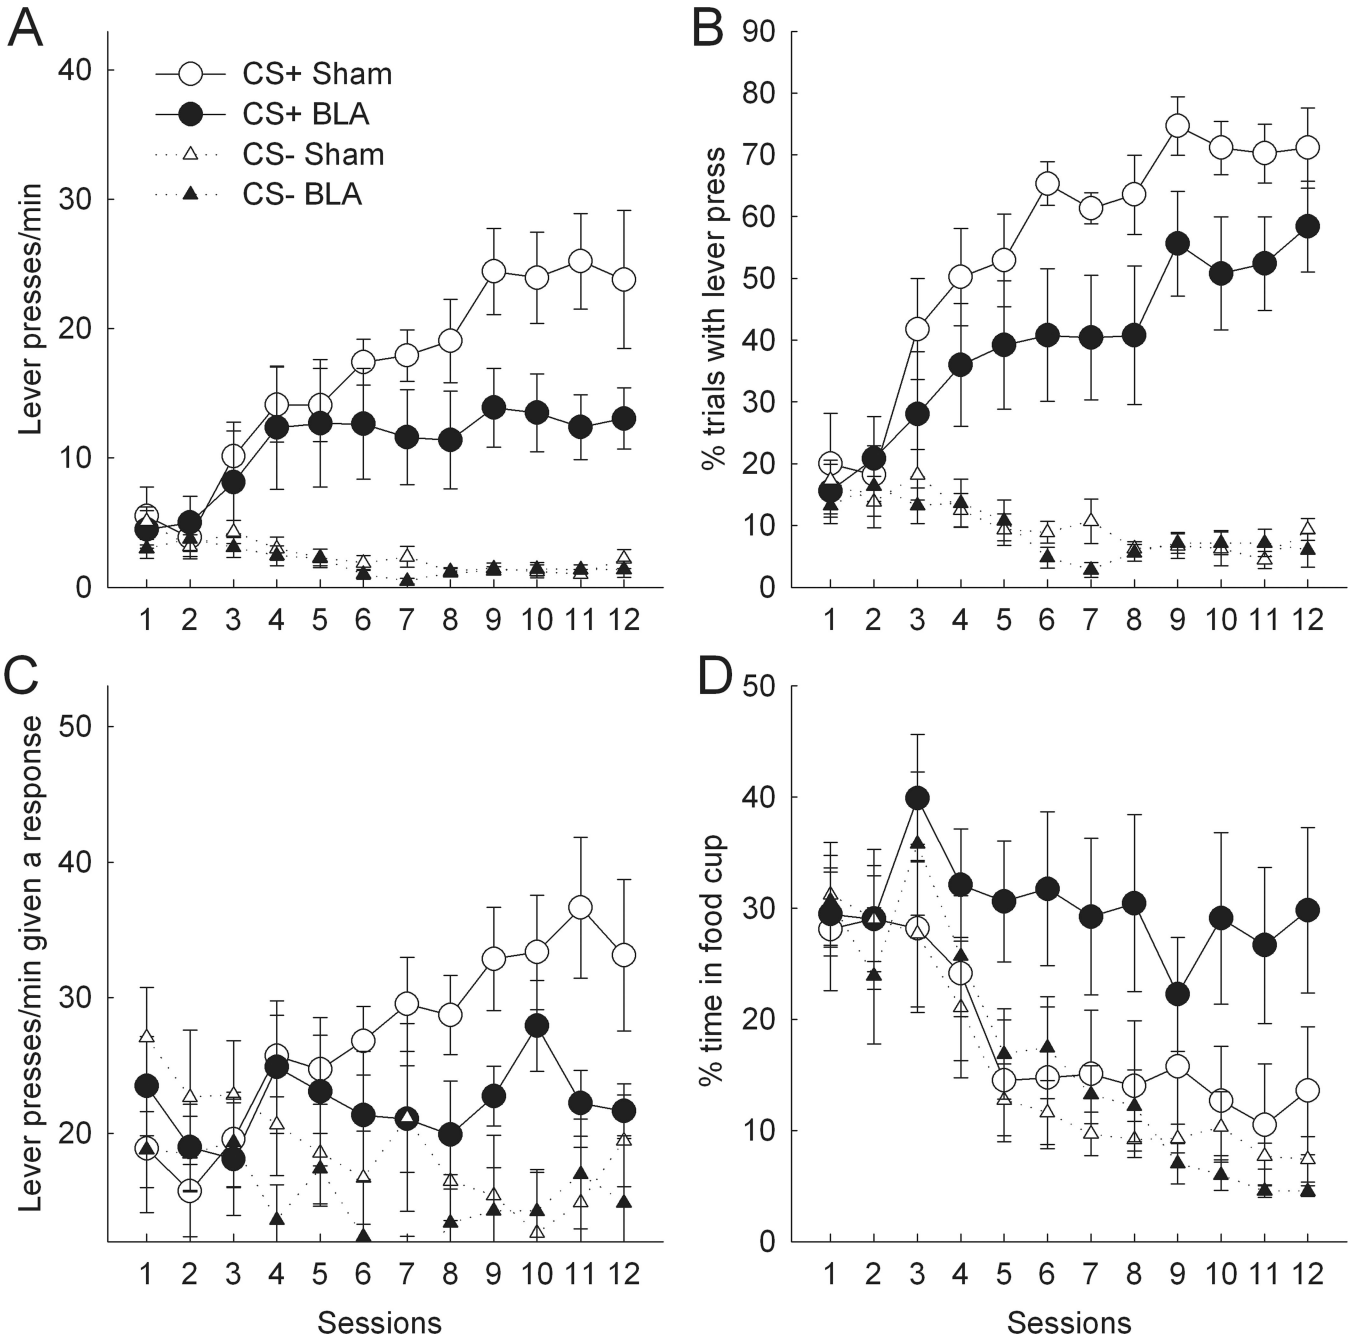 A
40
30
20
10
0
Lever presses/min
CS+ Sham
CS+ BLA
CS- Sham
CS- BLA
1 2 3 4 5 6 7 8 9 10 11 12
B
90
80
70
60
50
40
30
20
10
0
% trials with lever press
1 2 3 4 5 6 7 8 9 10 11 12
C
50
40
30
20
Lever presses/min given a response
1 2 3 4 5 6 7 8 9 10 11 12
Sessions
D
50
40
30
20
10
0
% time in food cup
1 2 3 4 5 6 7 8 9 10 11 12
Sessions